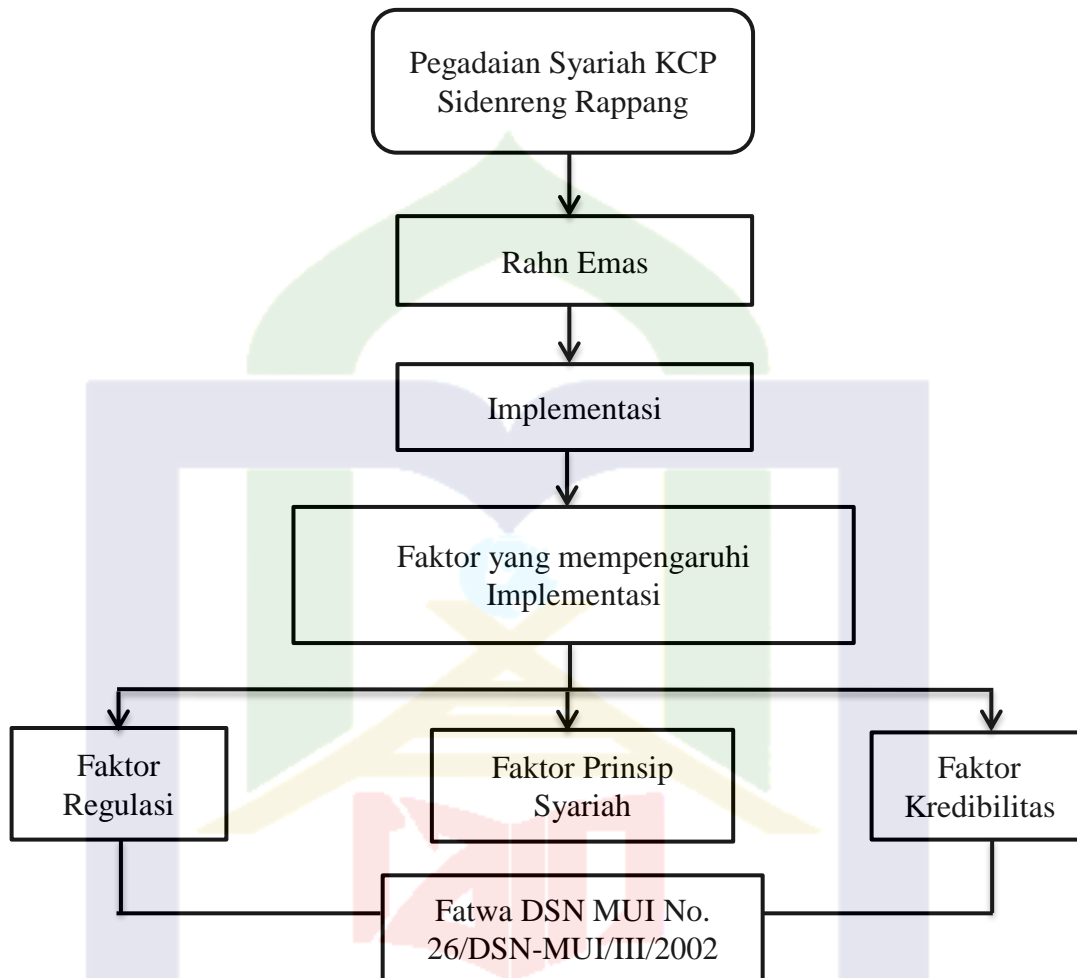 Pegadaian Syariah KCP
Sidenreng Rappang
Rahn Emas
Implementasi
Faktor yang mempengaruhi
Implementasi
Faktor
Regulasi
Faktor Prinsip
Syariah
Faktor
Kredibilitas
Fatwa DSN MUI No.
26/DSN-MUI/III/2002